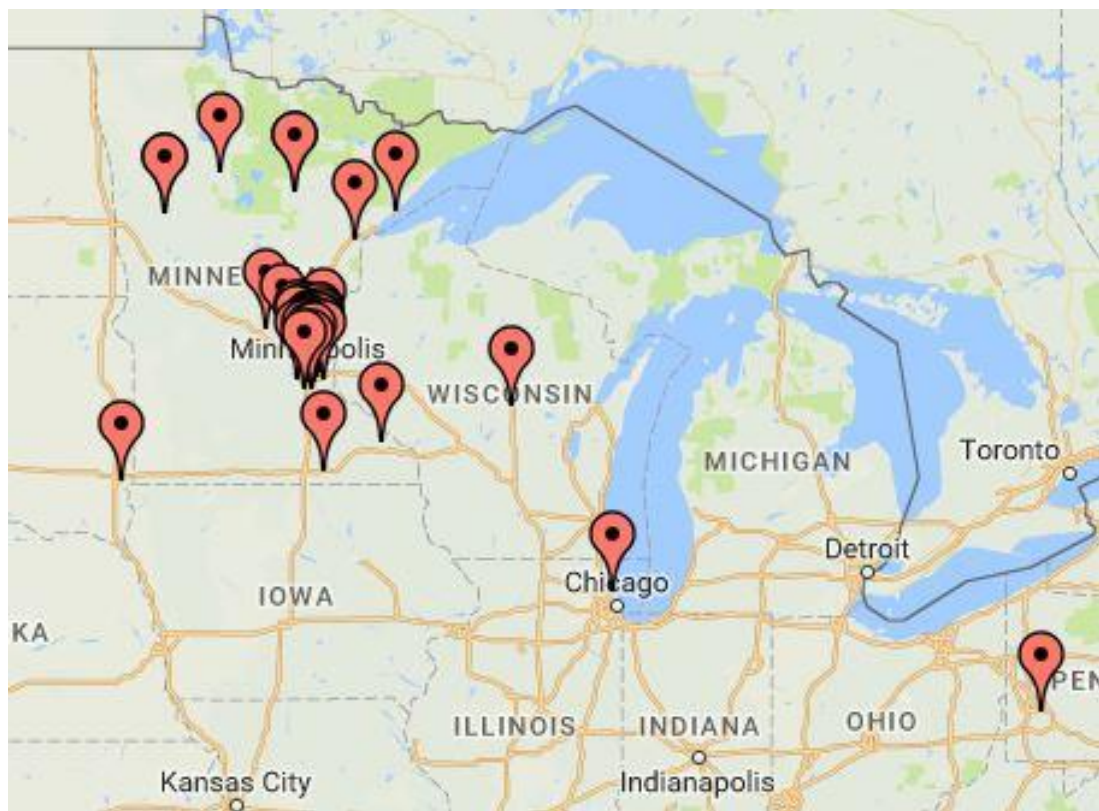 MINNE
Minn polis
WISCONSIN
Toronto
MICHIGAN
Detroit
Chicago
IOWA
KA
PEN
ILLINOIS
INDIANA
OHIO
Kansas City
Indianapolis